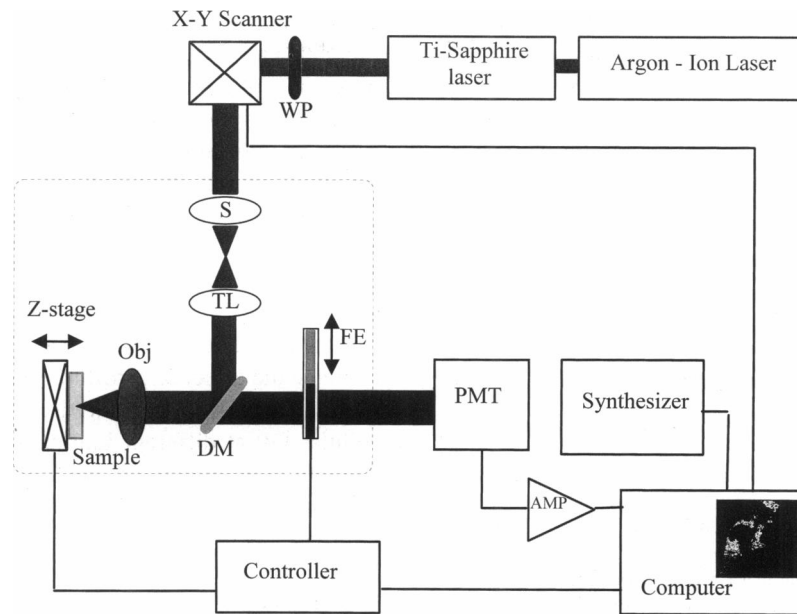 X-Y Scanner
Ti-Sapphire
laser
Argon - Ion Laser
WP
S
TL
Z-stage
Obj
FE
PMT
Synthesizer
Sample
DM
AMP
Controller
Computer